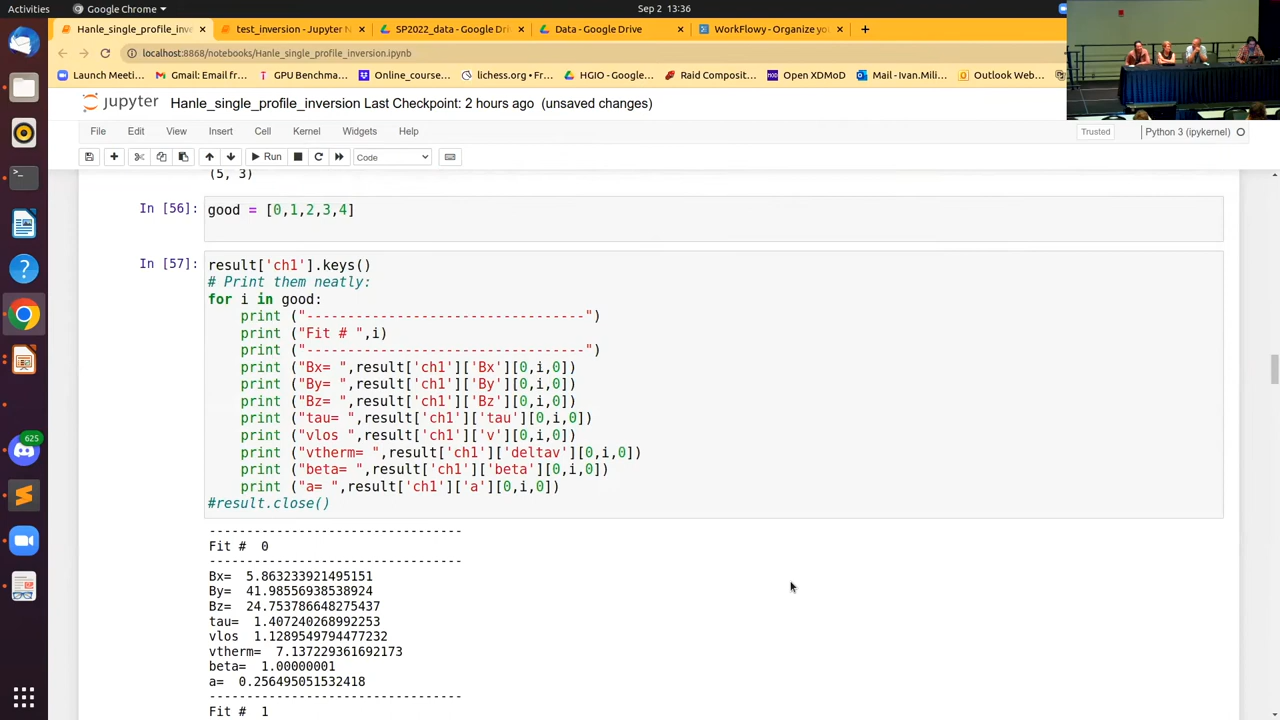 Activities
Google Chrome
Sep 2 13:36
Hanle_single_profile_inve
test_inversion - Jupyter N
SP2022_data - Google Dri
Data - Google Drive
WorkFlowy - Organize yo
localhost:8868/notebooks/Hanle_single_profile_inversion.ipynb
Launch Meeti...
Gmail: Email fr...
GPU Benchma...
Online_course...
lichess.org • Fr...
HGIO - Google...
Raid Composit...
Open XDMoD
Mail - Ivan.Mili...
Outlook Web...
jupyter Hanle_single_profile_inversion Last Checkpoint: 2 hours ago (unsaved changes)
File Edit View Insert Cell Kernel Widgets Help
Trusted
Python 3 (ipykernel)
Run
Code
(5, 3)
In [56]: good = [0,1,2,3,4]
In [57]: result['ch1'].keys()
# Print them neatly:
for i in good:
print ("---------------------------------")
print ("Fit # ",i)
print ("---------------------------------")
print ("Bx= ",result['ch1']['Bx'][0,i,0])
print ("By= ",result['ch1']['By'][0,i,0])
print ("Bz= ",result['ch1']['Bz'][0,i,0])
print ("tau= ",result['ch1']['tau'][0,i,0])
print ("vlos ",result['ch1']['v'][0,i,0])
print ("vtherm= ",result['ch1']['deltav'][0,i,0])
print ("beta= ",result['ch1']['beta'][0,i,0])
print ("a= ",result['ch1']['a'][0,i,0])
#result.close()
---------------------------------
Fit # 0
---------------------------------
Bx= 5.863233921495151
By= 41.98556938538924
Bz= 24.753786648275437
tau= 1.407240268992253
vlos 1.1289549794477232
vtherm= 7.137229361692173
beta= 1.00000001
a= 0.256495051532418
---------------------------------
Fit # 1
625